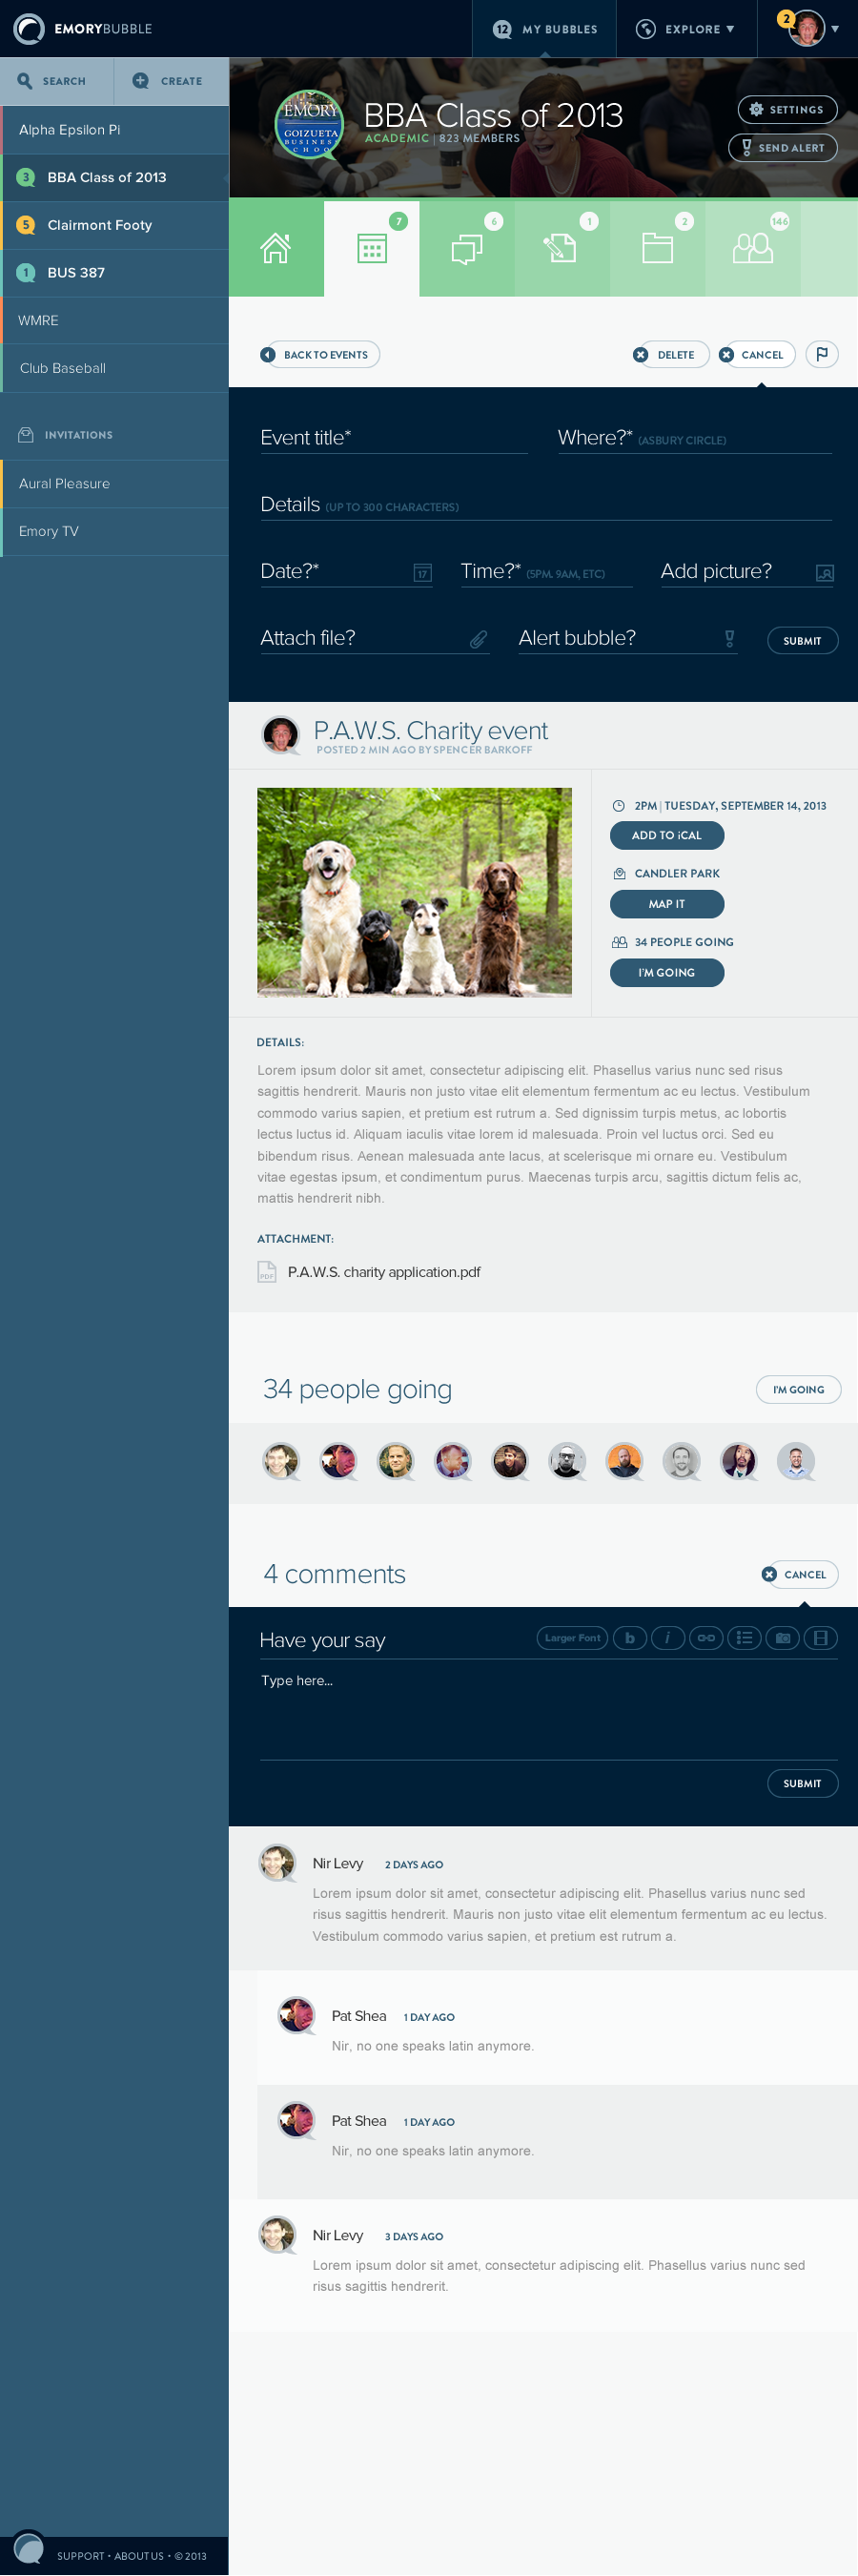 EMORYBUBBLE
12 MY BUBBLES
EXPLORE
2
SEARCH
CREATE
Alpha Epsilon Pi
3 BBA Class of 2013
5 Clairmont Footy
1 BUS 387
WMRE
Club Baseball
INVITATIONS
Aural Pleasure
Emory TV
EMORY
GOIZUETA
BUSINESS
SCHOOL
BBA Class of 2013
ACADEMIC | 823 MEMBERS
SETTINGS
SEND ALERT
7 6 1 2 146
BACK TO EVENTS
DELETE
CANCEL
Event title*
Where?* (ASBURY CIRCLE)
Details (UP TO 300 CHARACTERS)
Date?* 17
Time?* (5PM. 9AM, ETC)
Add picture?
Attach file?
Alert bubble?
SUBMIT
P.A.W.S. Charity event
POSTED 2 MIN AGO BY SPENCER BARKOFF
2PM | TUESDAY, SEPTEMBER 14, 2013
ADD TO iCAL
CANDLER PARK
MAP IT
34 PEOPLE GOING
I'M GOING
DETAILS:
Lorem ipsum dolor sit amet, consectetur adipiscing elit. Phasellus varius nunc sed risus
sagittis hendrerit. Mauris non justo vitae elit elementum fermentum ac eu lectus. Vestibulum
commodo varius sapien, et pretium est rutrum a. Sed dignissim turpis metus, ac lobortis
lectus luctus id. Aliquam iaculis vitae lorem id malesuada. Proin vel luctus orci. Sed eu
bibendum risus. Aenean malesuada ante lacus, at scelerisque mi ornare eu. Vestibulum
vitae egestas ipsum, et condimentum purus. Maecenas turpis arcu, sagittis dictum felis ac,
mattis hendrerit nibh.
ATTACHMENT:
PDF P.A.W.S. charity application.pdf
34 people going
I'M GOING
4 comments
CANCEL
Have your say
Larger Font b i
Type here...
SUBMIT
Nir Levy 2 DAYS AGO
Lorem ipsum dolor sit amet, consectetur adipiscing elit. Phasellus varius nunc sed
risus sagittis hendrerit. Mauris non justo vitae elit elementum fermentum ac eu lectus.
Vestibulum commodo varius sapien, et pretium est rutrum a.
Pat Shea 1 DAY AGO
Nir, no one speaks latin anymore.
Pat Shea 1 DAY AGO
Nir, no one speaks latin anymore.
Nir Levy 3 DAYS AGO
Lorem ipsum dolor sit amet, consectetur adipiscing elit. Phasellus varius nunc sed
risus sagittis hendrerit.
SUPPORT • ABOUT US • © 2013